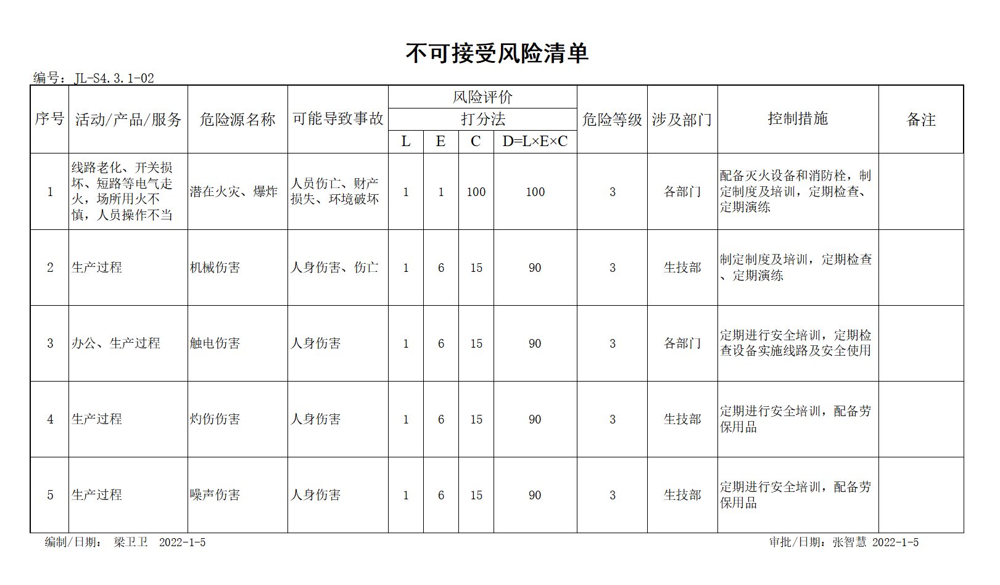 不可接受风险清单
编号：JL-S4.3.1-02
序号 活动/产品/服务 危险源名称 可能导致事故 风险评价 危险等级 涉及部门 控制措施 备注
打分法
L E C D=L×E×C
1 线路老化、开关损坏、短路等电气走火，场所用火不慎，人员操作不当 潜在火灾、爆炸 人员伤亡、财产损失、环境破坏 1 1 100 100 3 各部门 配备灭火设备和消防栓，制定制度及培训，定期检查、定期演练
2 生产过程 机械伤害 人身伤害、伤亡 1 6 15 90 3 生技部 制定制度及培训，定期检查、定期演练
3 办公、生产过程 触电伤害 人身伤害 1 6 15 90 3 各部门 定期进行安全培训，定期检查设备实施线路及安全使用
4 生产过程 灼伤伤害 人身伤害 1 6 15 90 3 生技部 定期进行安全培训，配备劳保用品
5 生产过程 噪声伤害 人身伤害 1 6 15 90 3 生技部 定期进行安全培训，配备劳保用品
编制/日期： 梁卫卫 2022-1-5 审批/日期：张智慧 2022-1-5